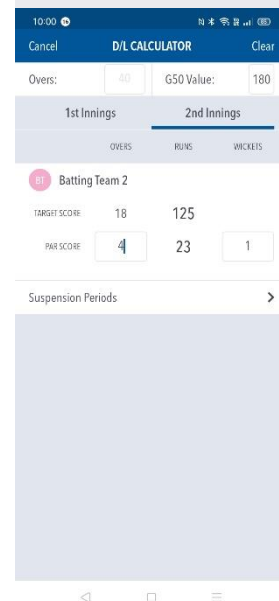 10:00 16
Cancel D/L CALCULATOR Clear
Overs: 40 G50 Value: 180
1st Innings 2nd Innings
OVERS RUNS WICKETS
BT Batting Team 2
TARGET SCORE 18 125
PAR SCORE 4 23 1
Suspension Periods